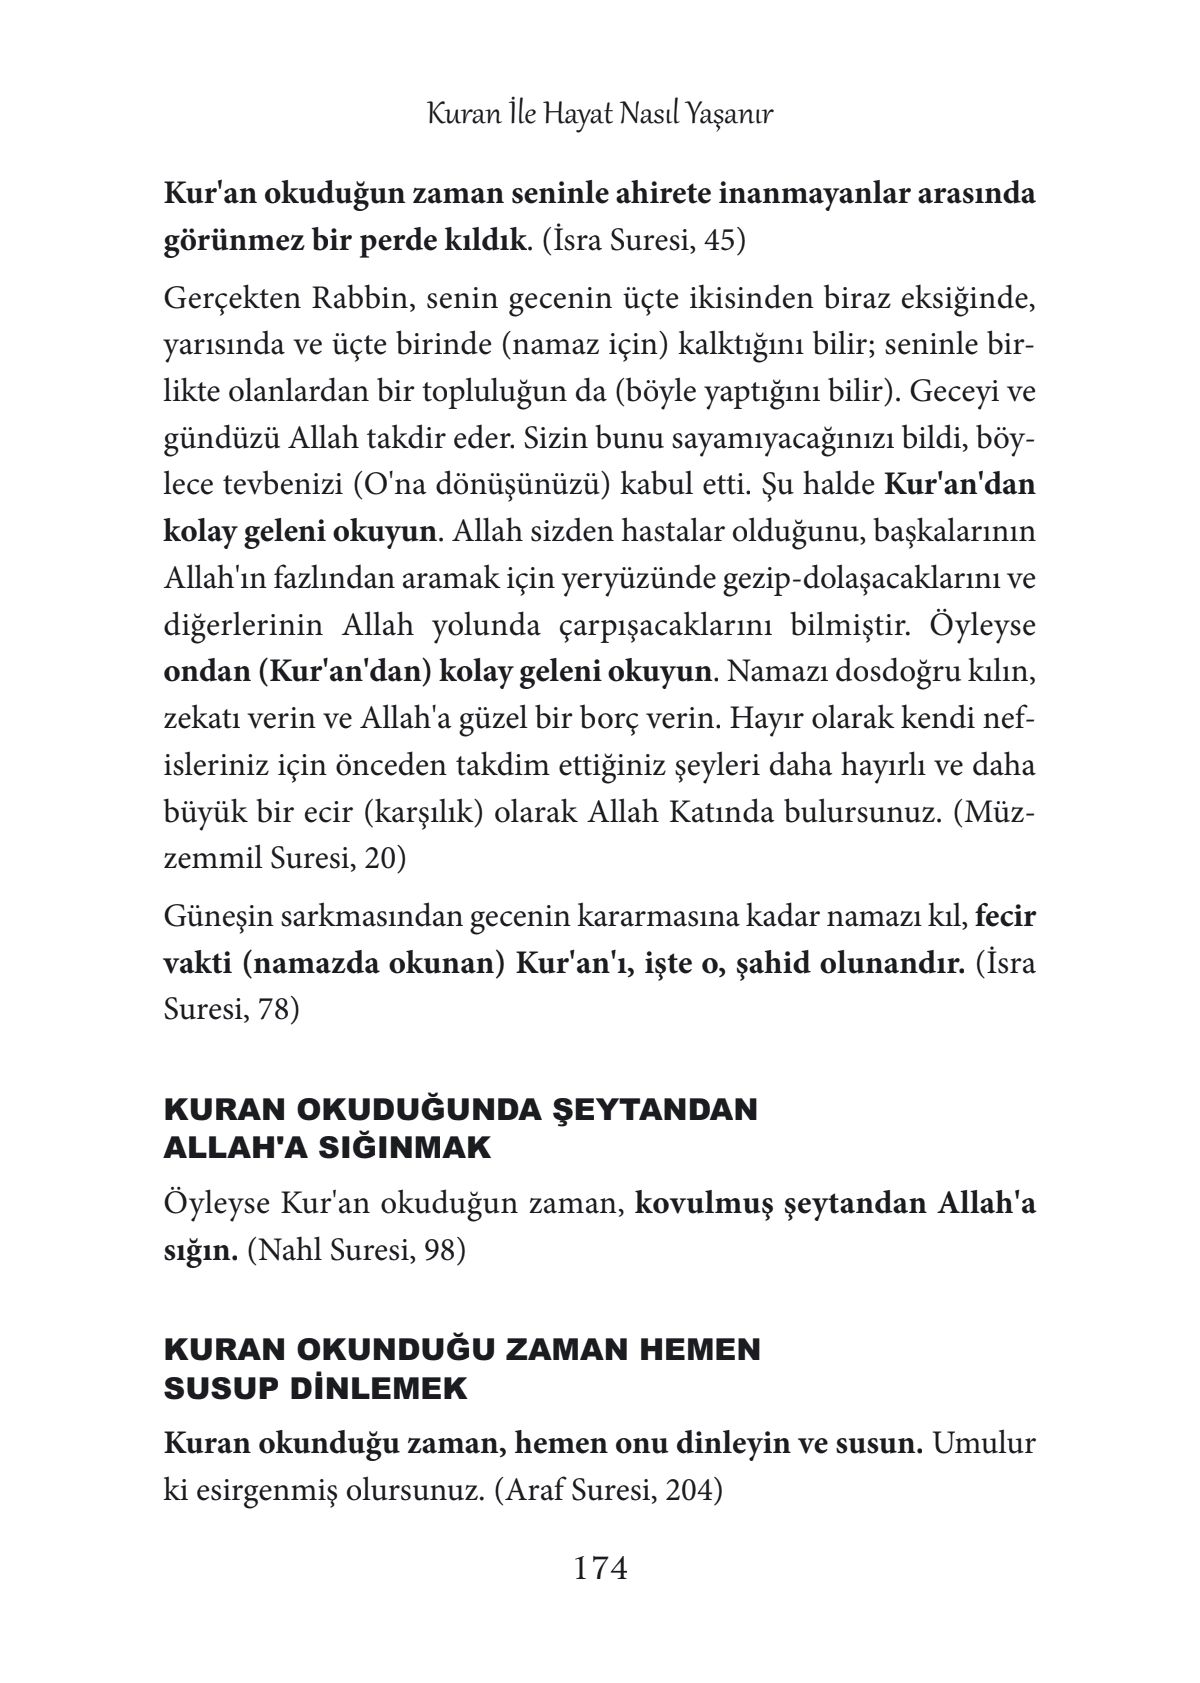 Kuran İle Hayat Nasıl Yaşanır
Kur'an okuduğun zaman seninle ahirete inanmayanlar arasında
görünmez bir perde kıldık. (İsra Suresi, 45)
Gerçekten Rabbin, senin gecenin üçte ikisinden biraz eksiğinde,
yarısında ve üçte birinde (namaz için) kalktığını bilir; seninle bir-
likte olanlardan bir topluluğun da (böyle yaptığını bilir). Geceyi ve
gündüzü Allah takdir eder. Sizin bunu sayamıyacağınızı bildi, böy-
lece tevbenizi (O'na dönüşünüzü) kabul etti. Şu halde Kur'an'dan
kolay geleni okuyun. Allah sizden hastalar olduğunu, başkalarının
Allah'ın fazlından aramak için yeryüzünde gezip-dolaşacaklarını ve
diğerlerinin Allah yolunda çarpışacaklarını bilmiştir. Öyleyse
ondan (Kur'an'dan) kolay geleni okuyun. Namazı dosdoğru kılın,
zekatı verin ve Allah'a güzel bir borç verin. Hayır olarak kendi nef-
isleriniz için önceden takdim ettiğiniz şeyleri daha hayırlı ve daha
büyük bir ecir (karşılık) olarak Allah Katında bulursunuz. (Müz-
zemmil Suresi, 20)
Güneşin sarkmasından gecenin kararmasına kadar namazı kıl, fecir
vakti (namazda okunan) Kur'an'ı, işte o, şahid olunandır. (İsra
Suresi, 78)
KURAN OKUDUĞUNDA ŞEYTANDAN
ALLAH'A SIĞINMAK
Öyleyse Kur'an okuduğun zaman, kovulmuş şeytandan Allah'a
sığın. (Nahl Suresi, 98)
KURAN OKUNDUĞU ZAMAN HEMEN
SUSUP DİNLEMEK
Kuran okunduğu zaman, hemen onu dinleyin ve susun. Umulur
ki esirgenmiş olursunuz. (Araf Suresi, 204)
174